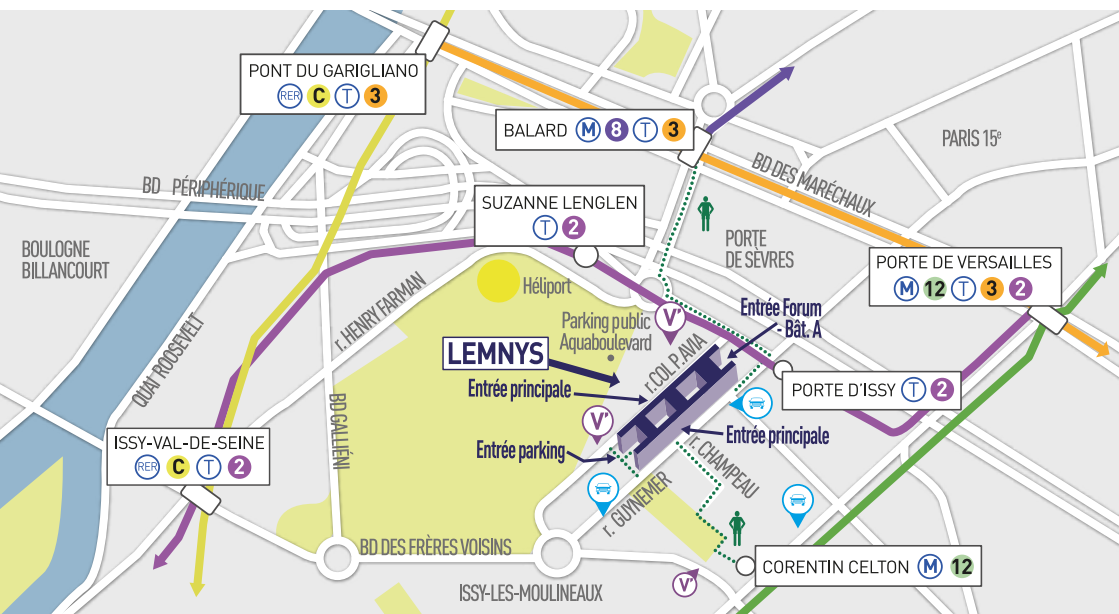 PONT DU GARIGLIANO
RER C T 3
BALARD M 8 T 3
PARIS 15e
BD PÉRIPHÉRIQUE
BD DES MARÉCHAUX
SUZANNE LENGLEN
T 2
BOULOGNE
BILLANCOURT
PORTE
DE SÈVRES
PORTE DE VERSAILLES
M 12 T 3 2
Héliport
r. HENRY FARMAN
QUAI ROOSEVELT
Parking public
Aquaboulevard
V'
Entrée Forum
- Bât. A
LEMNYS
r. COL P. AVIA
Entrée principale
PORTE D'ISSY T 2
BD GALLIÉNI
V'
Entrée principale
ISSY-VAL-DE-SEINE
RER C T 2
Entrée parking
r. CHAMPEAU
r. GUYNEMER
BD DES FRÈRES VOISINS
CORENTIN CELTON M 12
V'
ISSY-LES-MOULINEAUX